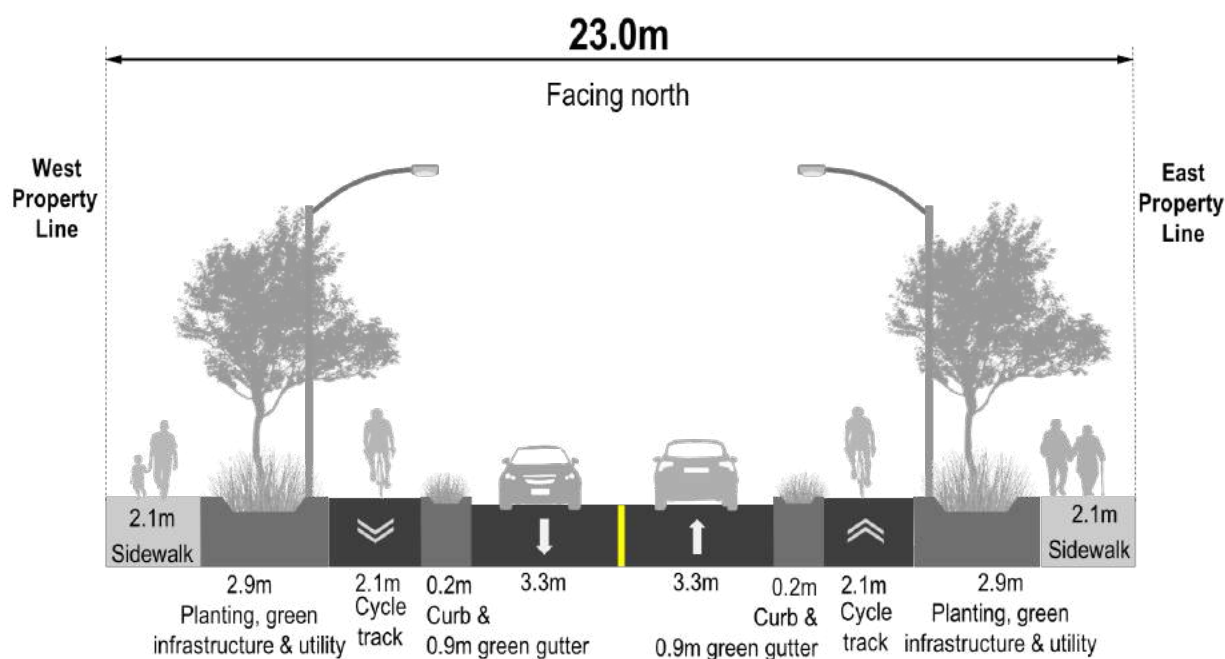 23.0m
Facing north
West
Property
Line
East
Property
Line
2.1m
Sidewalk
2.9m
Planting, green
infrastructure & utility
2.1m
Cycle
track
0.2m
Curb &
0.9m green gutter
3.3m
3.3m
0.2m
Curb &
0.9m green gutter
2.1m
Cycle
track
2.9m
Planting, green
infrastructure & utility
2.1m
Sidewalk